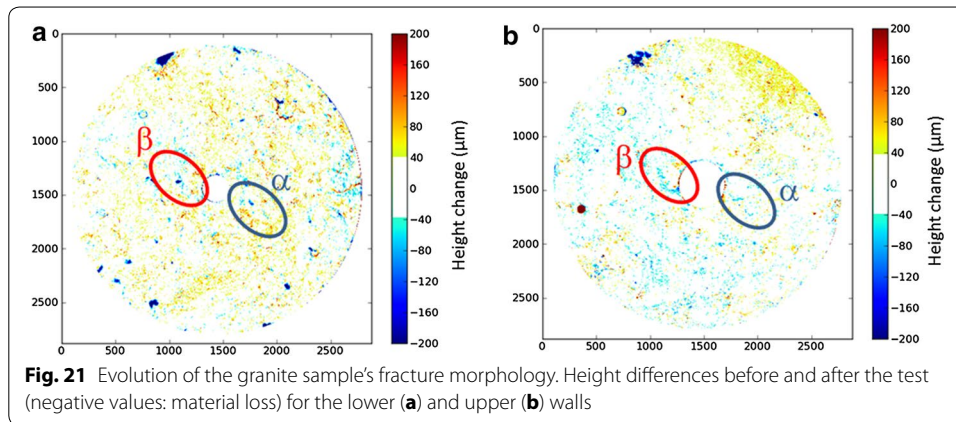 a
0
500
1000
1500
2000
2500
0 500 1000 1500 2000 2500
β
α
200
160
120
80
40
0
−40
−80
−120
−160
−200
Height change (µm)
b
0
500
1000
1500
2000
2500
0 500 1000 1500 2000 2500
β
α
200
160
120
80
40
0
−40
−80
−120
−160
−200
Height change (µm)
Fig. 21 Evolution of the granite sample’s fracture morphology. Height differences before and after the test
(negative values: material loss) for the lower (a) and upper (b) walls